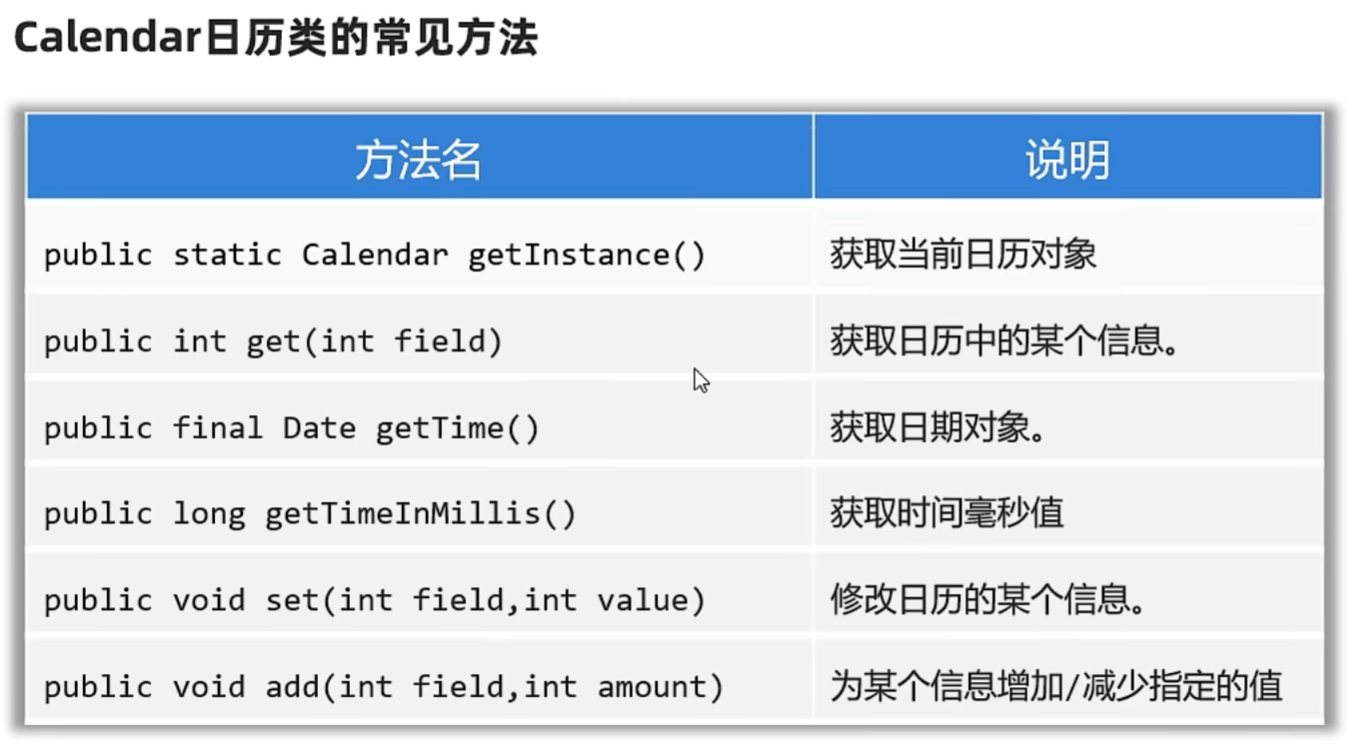 Calendar日历类的常见方法
方法名 说明
public static Calendar getInstance() 获取当前日历对象
public int get(int field) 获取日历中的某个信息。
public final Date getTime() 获取日期对象。
public long getTimeInMillis() 获取时间毫秒值
public void set(int field,int value) 修改日历的某个信息。
public void add(int field,int amount) 为某个信息增加/减少指定的值